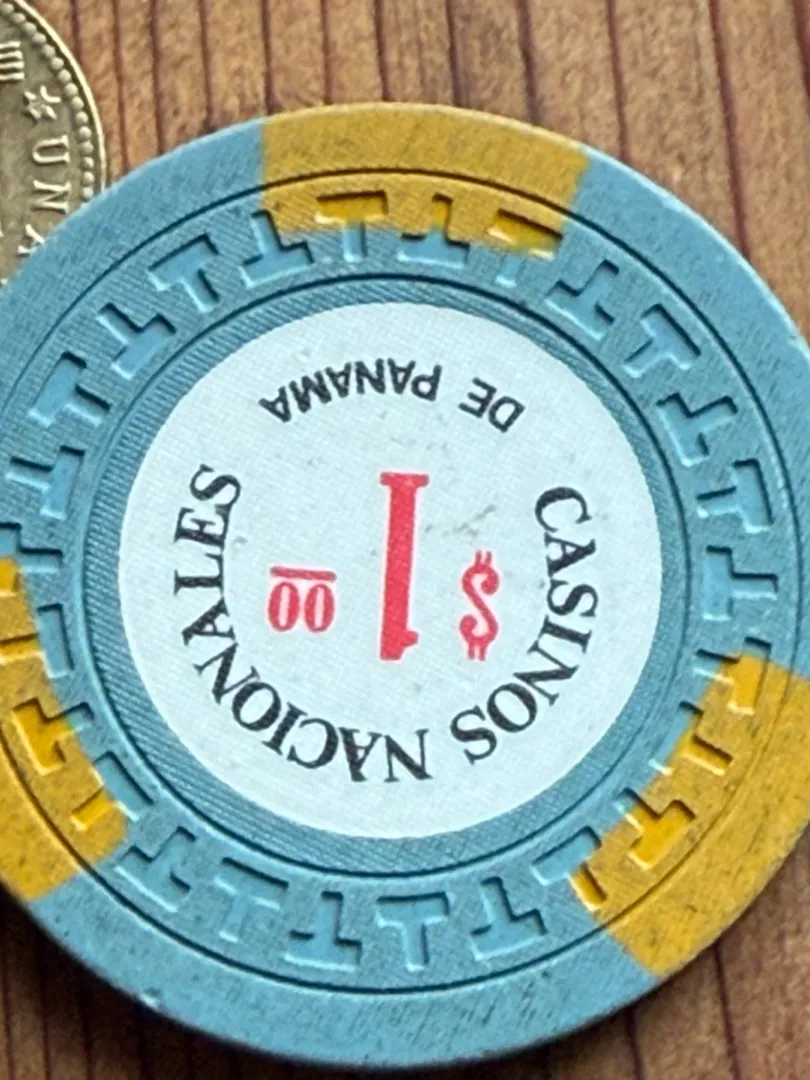 CASINOS NACIONALES
$1 00
DE PANAMA
UNA